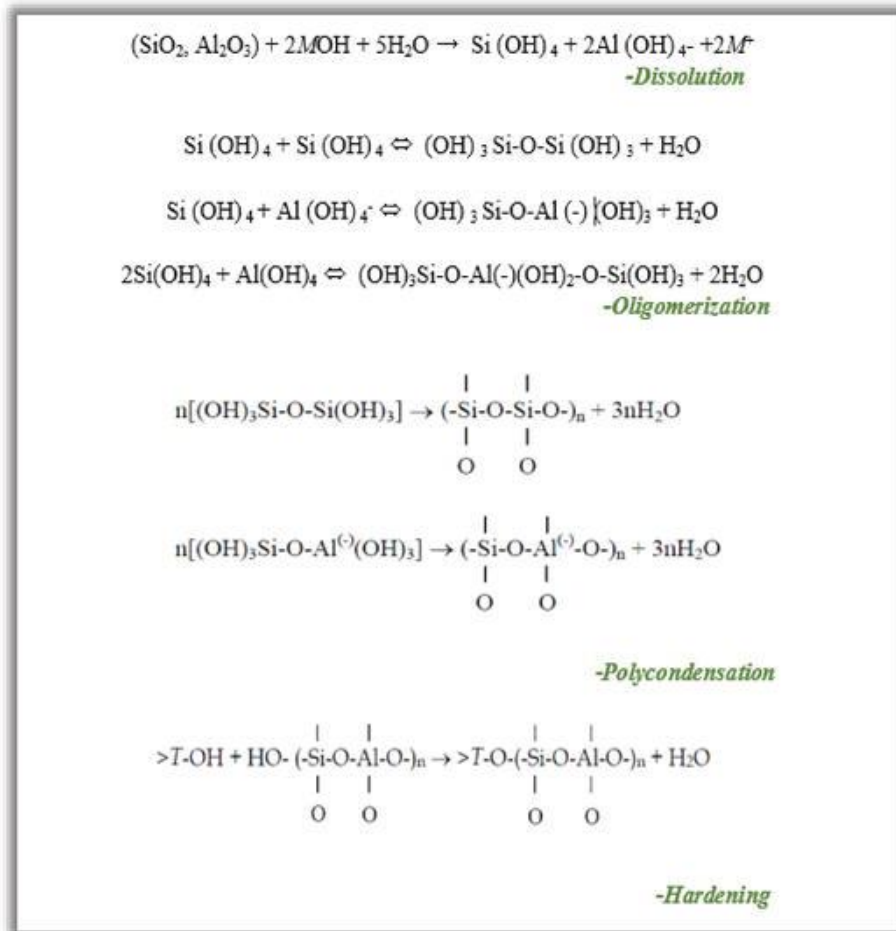 (SiO₂, Al₂O₃) + 2MOH + 5H₂O → Si (OH) ₄ + 2Al (OH) ₄- +2M⁺
-Dissolution
Si (OH) ₄ + Si (OH) ₄ ⇔ (OH) ₃ Si-O-Si (OH) ₃ + H₂O
Si (OH) ₄ + Al (OH) ₄⁻ ⇔ (OH) ₃ Si-O-Al (-) (OH)₃ + H₂O
2Si(OH)₄ + Al(OH)₄ ⇔ (OH)₃Si-O-Al(-)(OH)₂-O-Si(OH)₃ + 2H₂O
-Oligomerization
| |
n[(OH)₃Si-O-Si(OH)₃] → (-Si-O-Si-O-)ₙ + 3nH₂O
| |
O O
| |
n[(OH)₃Si-O-Al⁽⁻⁾(OH)₃] → (-Si-O-Al⁽⁻⁾-O-)ₙ + 3nH₂O
| |
O O
-Polycondensation
| | | |
>T-OH + HO- (-Si-O-Al-O-)ₙ → >T-O-(-Si-O-Al-O-)ₙ + H₂O
| | | |
O O O O
-Hardening